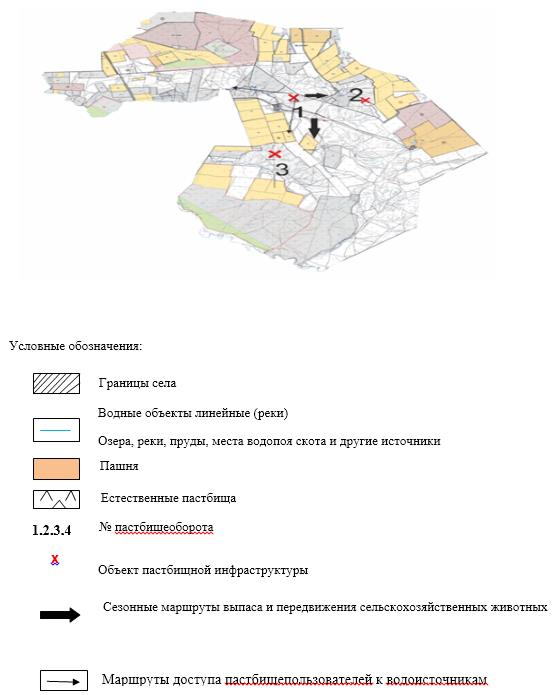 1
2
3
Условные обозначения:
Границы села
Водные объекты линейные (реки)
Озера, реки, пруды, места водопоя скота и другие источники
Пашня
Естественные пастбища
1.2.3.4 № пастбищеоборота
х
Объект пастбищной инфраструктуры
Сезонные маршруты выпаса и передвижения сельскохозяйственных животных
Маршруты доступа пастбищепользователей к водоисточникам